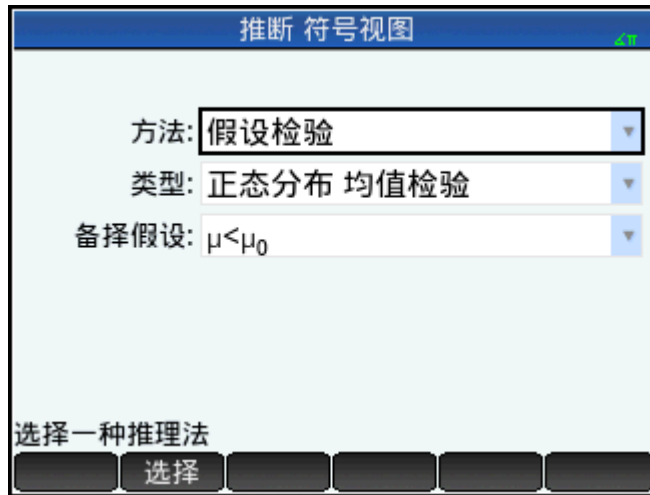 推断 符号视图
∡π
方法: 假设检验
类型: 正态分布 均值检验
备择假设: μ<μ₀
选择一种推理法
选择